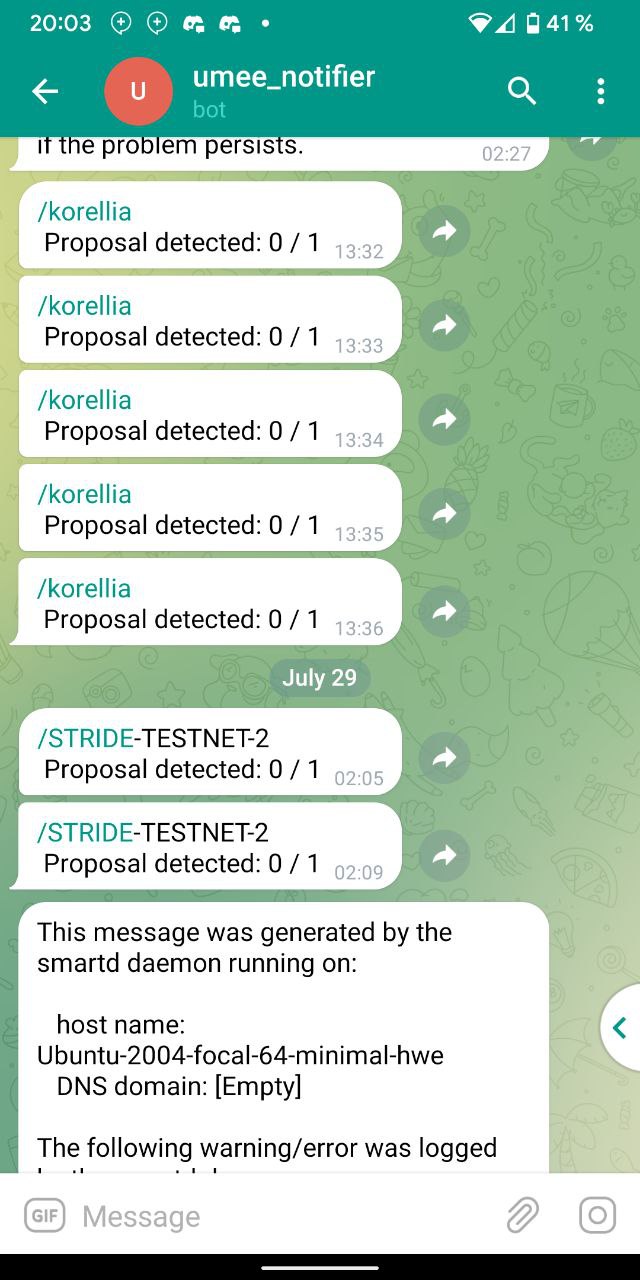 20:03
41 %
U
umee_notifier
bot
if the problem persists.
02:27
/korellia
Proposal detected: 0 / 1 13:32
/korellia
Proposal detected: 0 / 1 13:33
/korellia
Proposal detected: 0 / 1 13:34
/korellia
Proposal detected: 0 / 1 13:35
/korellia
Proposal detected: 0 / 1 13:36
July 29
/STRIDE-TESTNET-2
Proposal detected: 0 / 1 02:05
/STRIDE-TESTNET-2
Proposal detected: 0 / 1 02:09
This message was generated by the
smartd daemon running on:
host name:
Ubuntu-2004-focal-64-minimal-hwe
DNS domain: [Empty]
The following warning/error was logged
GIF
Message